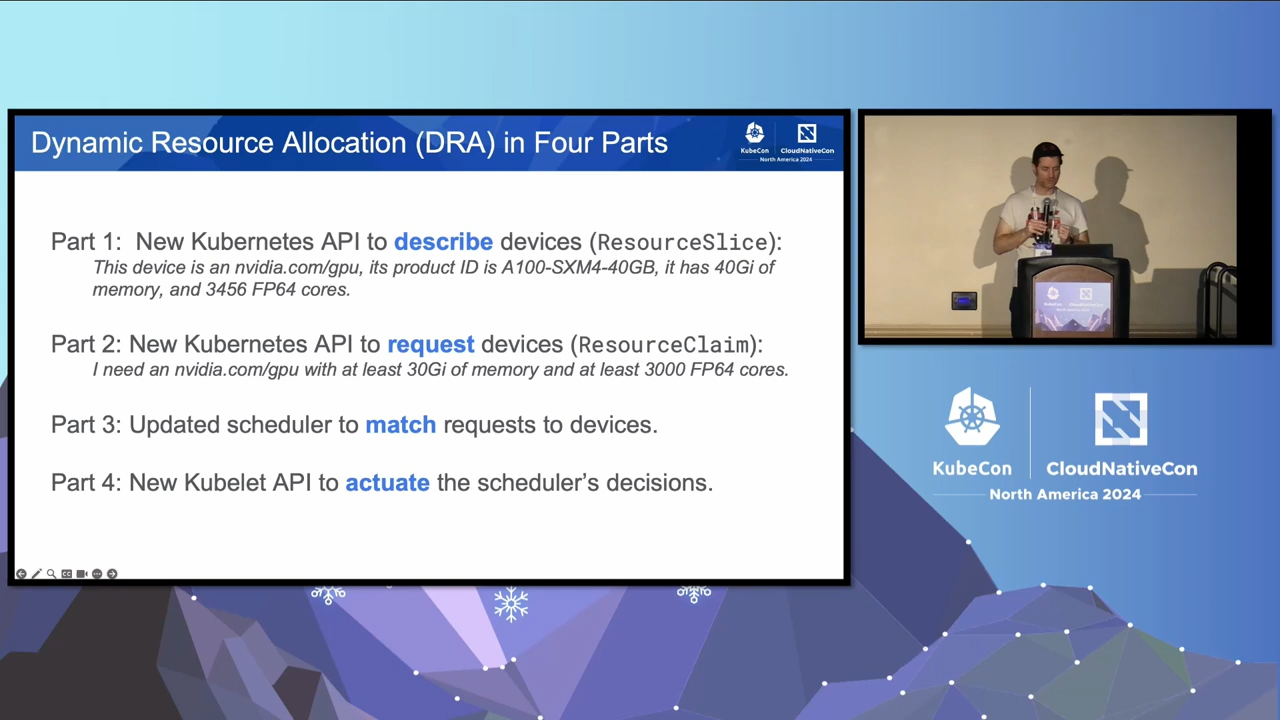 Dynamic Resource Allocation (DRA) in Four Parts
KubeCon
CloudNativeCon
North America 2024
Part 1: New Kubernetes API to describe devices (ResourceSlice):
This device is an nvidia.com/gpu, its product ID is A100-SXM4-40GB, it has 40Gi of
memory, and 3456 FP64 cores.
Part 2: New Kubernetes API to request devices (ResourceClaim):
I need an nvidia.com/gpu with at least 30Gi of memory and at least 3000 FP64 cores.
Part 3: Updated scheduler to match requests to devices.
Part 4: New Kubelet API to actuate the scheduler's decisions.
KubeCon
CloudNativeCon
North America 2024